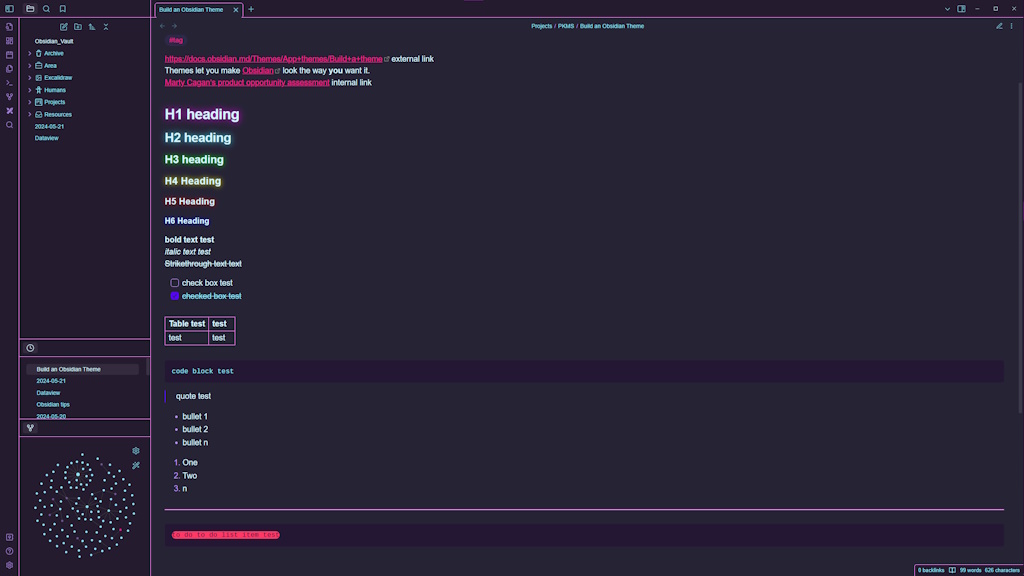 Build an Obsidian Theme
Projects / PKMS / Build an Obsidian Theme
Obsidian_Vault
Archive
Area
Excalidraw
Humans
Projects
Resources
2024-05-21
Dataview
Build an Obsidian Theme
2024-05-21
Dataview
Obsidian tips
2024-05-20
#tag
https://docs.obsidian.md/Themes/App+themes/Build+a+theme external link
Themes let you make Obsidian look the way you want it.
Marty Cagan's product opportunity assessment internal link
H1 heading
H2 heading
H3 heading
H4 Heading
H5 Heading
H6 Heading
bold text test
italic text test
Strikethrough text text
check box test
checked box test
Table test test
test test
code block test
quote test
bullet 1
bullet 2
bullet n
1. One
2. Two
3. n
to do to do list item test
0 backlinks 99 words 626 characters